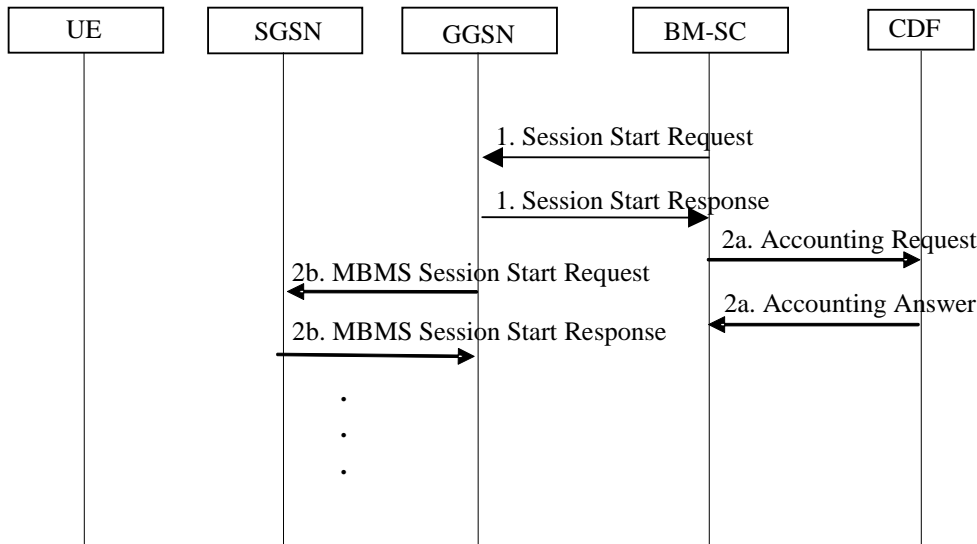 UE
SGSN
GGSN
BM-SC
CDF
1. Session Start Request
1. Session Start Response
2a. Accounting Request
2b. MBMS Session Start Request
2a. Accounting Answer
2b. MBMS Session Start Response
.
.
.